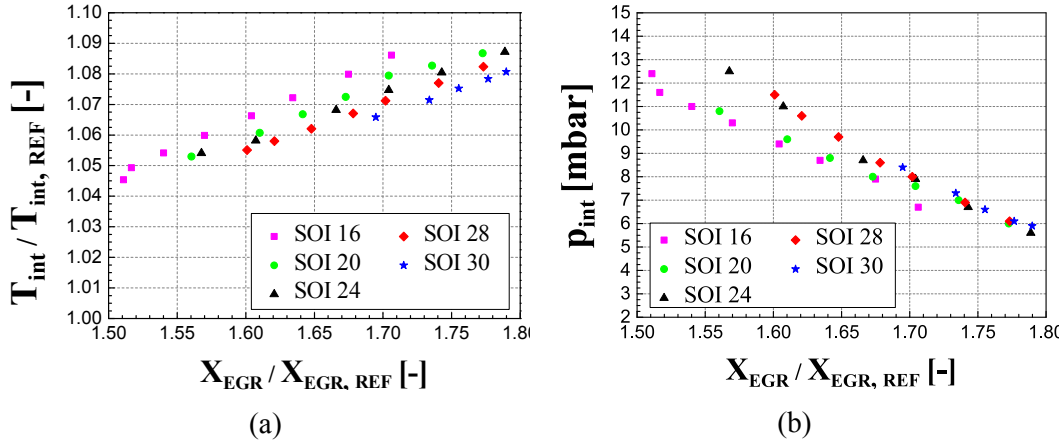 1.10
1.09
1.08
1.07
1.06
1.05
1.04
1.03
1.02
1.01
1.00
T_int / T_int, REF [-]
SOI 16 SOI 28
SOI 20 SOI 30
SOI 24
1.50 1.55 1.60 1.65 1.70 1.75 1.80
X_EGR / X_EGR, REF [-]
(a)
15
14
13
12
11
10
9
8
7
6
5
4
3
2
p_int [mbar]
SOI 16 SOI 28
SOI 20 SOI 30
SOI 24
1.50 1.55 1.60 1.65 1.70 1.75 1.80
X_EGR / X_EGR, REF [-]
(b)